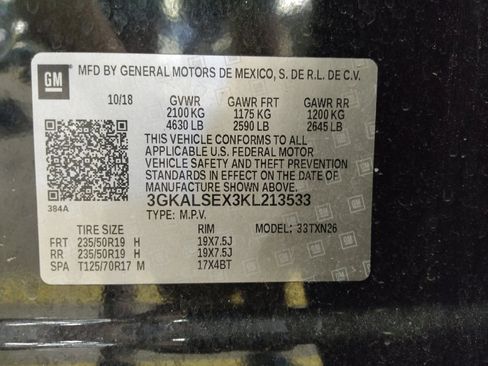 GM
MFD BY GENERAL MOTORS DE MEXICO, S. DE R.L. DE C.V.
10/18 GVWR GAWR FRT GAWR RR
2100 KG 1175 KG 1200 KG
4630 LB 2590 LB 2645 LB
THIS VEHICLE CONFORMS TO ALL
APPLICABLE U.S. FEDERAL MOTOR
VEHICLE SAFETY AND THEFT PREVENTION
STANDARDS IN EFFECT ON THE DATE OF
MANUFACTURE SHOWN ABOVE.
384A 3GKALSEX3KL213533
TYPE: M.P.V. MODEL: 33TXN26
TIRE SIZE RIM
FRT 235/50R19 H 19X7.5J
RR 235/50R19 H 19X7.5J
SPA T125/70R17 M 17X4BT